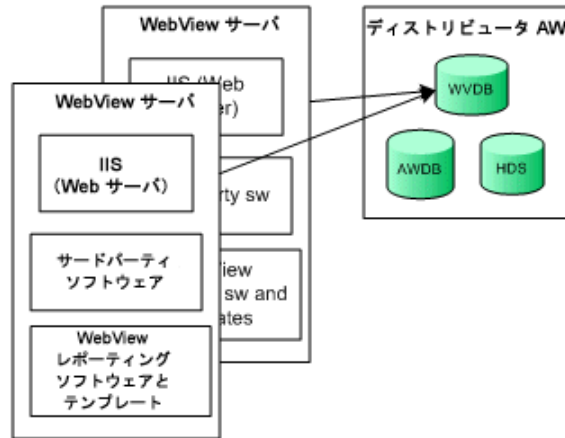 WebView サーバ
ディストリビュータ AW
IIS (Web
er)
WVDB
WebView サーバ
IIS
(Web サーバ)
AWDB
HDS
rty sw
サードパーティ
ソフトウェア
View
sw and
ates
WebView
レポーティング
ソフトウェアと
テンプレート